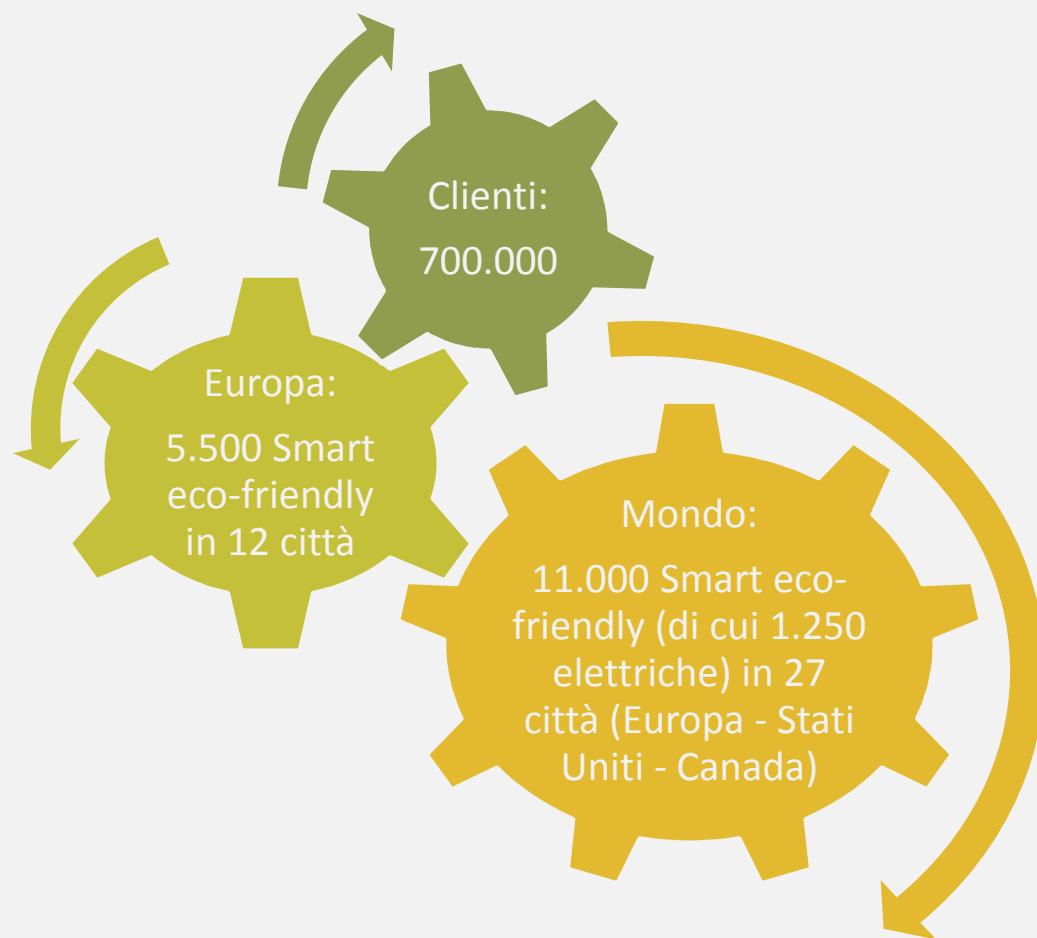 Clienti:
700.000
Europa:
5.500 Smart
eco-friendly
in 12 città
Mondo:
11.000 Smart eco-
friendly (di cui 1.250
elettriche) in 27
città (Europa - Stati
Uniti - Canada)